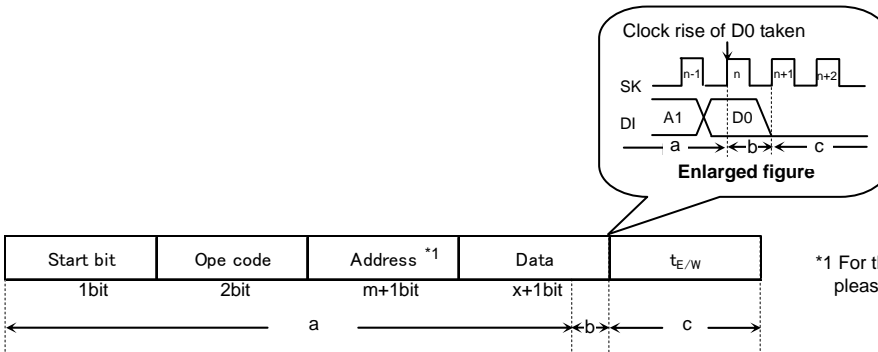 Clock rise of D0 taken
n-1 n n+1 n+2
SK
DI A1 D0
a b c
Enlarged figure
Start bit Ope code Address *1 Data tE/W
1bit 2bit m+1bit x+1bit
a b c
*1 For th
pleas